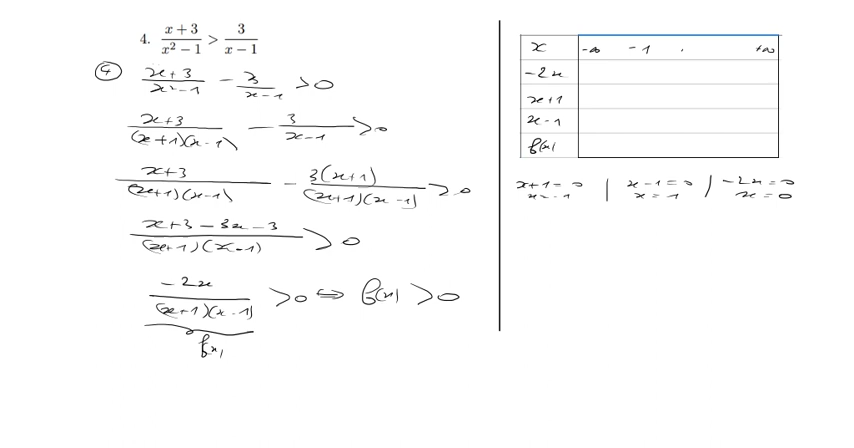 4. (x + 3)/(x² − 1) > 3/(x − 1)
④ (x+3)/(x²−1) − 3/(x−1) > 0
(x+3)/((x+1)(x−1)) − 3/(x−1) > 0
(x+3)/((x+1)(x−1)) − 3(x+1)/((x+1)(x−1)) > 0
(x+3−3x−3)/((x+1)(x−1)) > 0
−2x/((x+1)(x−1)) > 0 ⇔ f(x) > 0
f(x)
x −∞ −1 . +∞
−2x
x+1
x−1
f(x)
x+1=0 | x−1=0 | −2x=0
x=−1 | x=1 | x=0